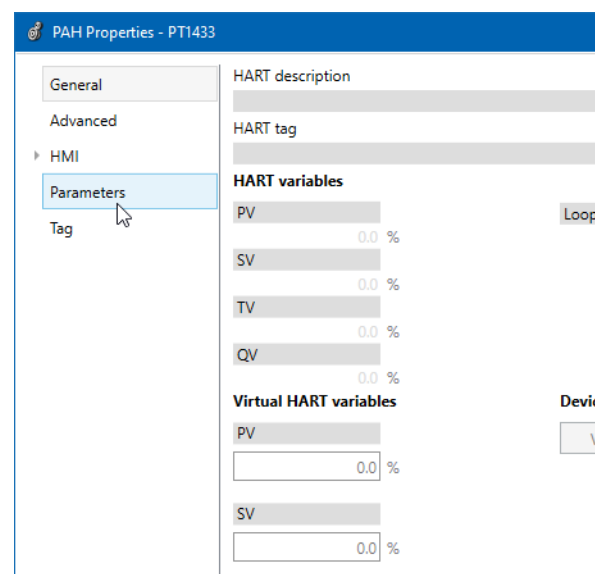 PAH Properties - PT1433
General
Advanced
HMI
Parameters
Tag
HART description
HART tag
HART variables
PV
Loop
0.0 %
SV
0.0 %
TV
0.0 %
QV
0.0 %
Virtual HART variables
Devi
PV
V
0.0 %
SV
0.0 %